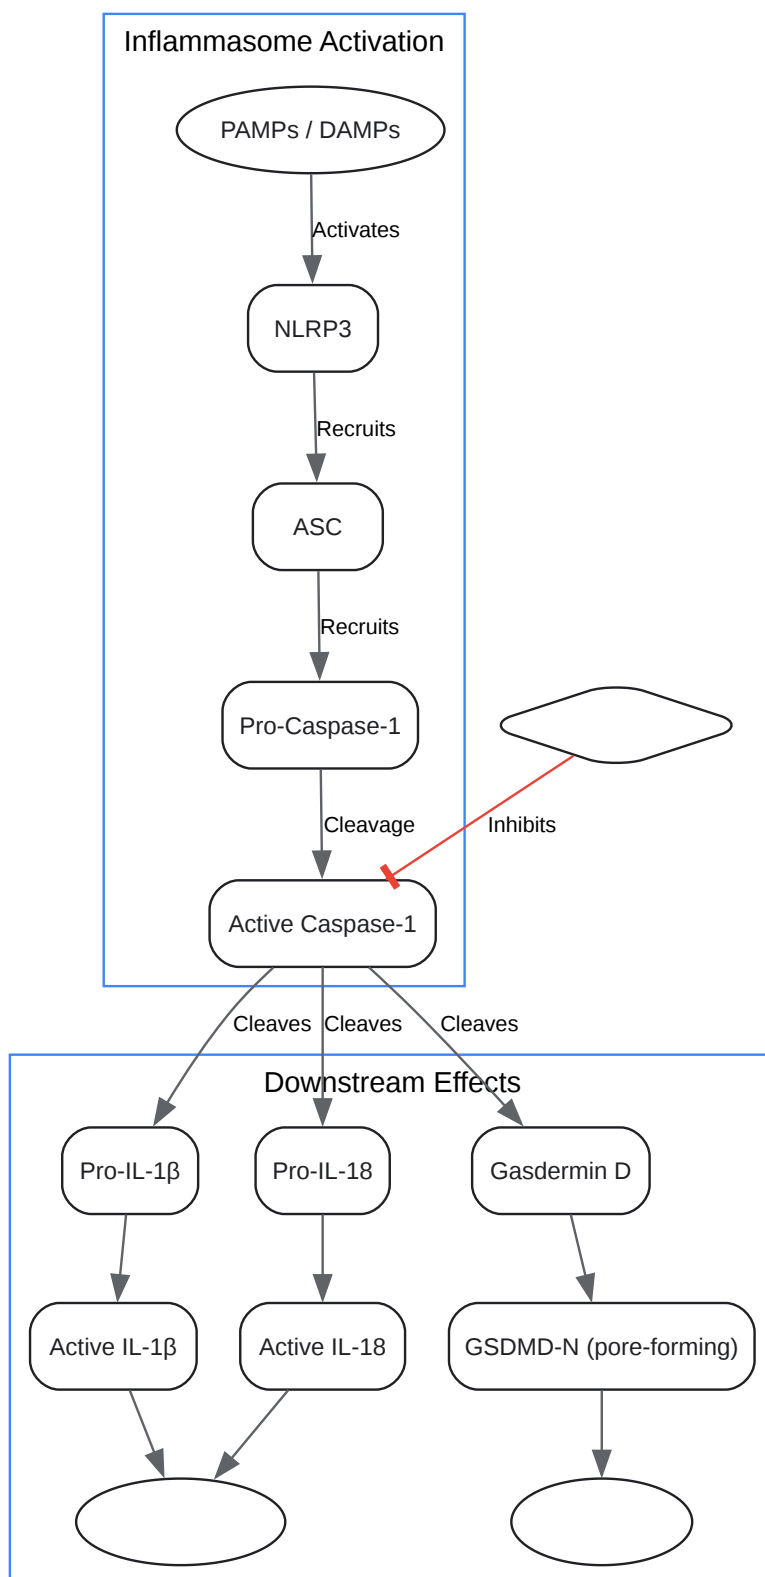 Inflammasome Activation
PAMPs / DAMPs
Activates
NLRP3
Recruits
ASC
Recruits
Pro-Caspase-1
Cleavage
Inhibits
Active Caspase-1
Cleaves
Cleaves
Cleaves
Downstream Effects
Pro-IL-1β
Pro-IL-18
Gasdermin D
Active IL-1β
Active IL-18
GSDMD-N (pore-forming)